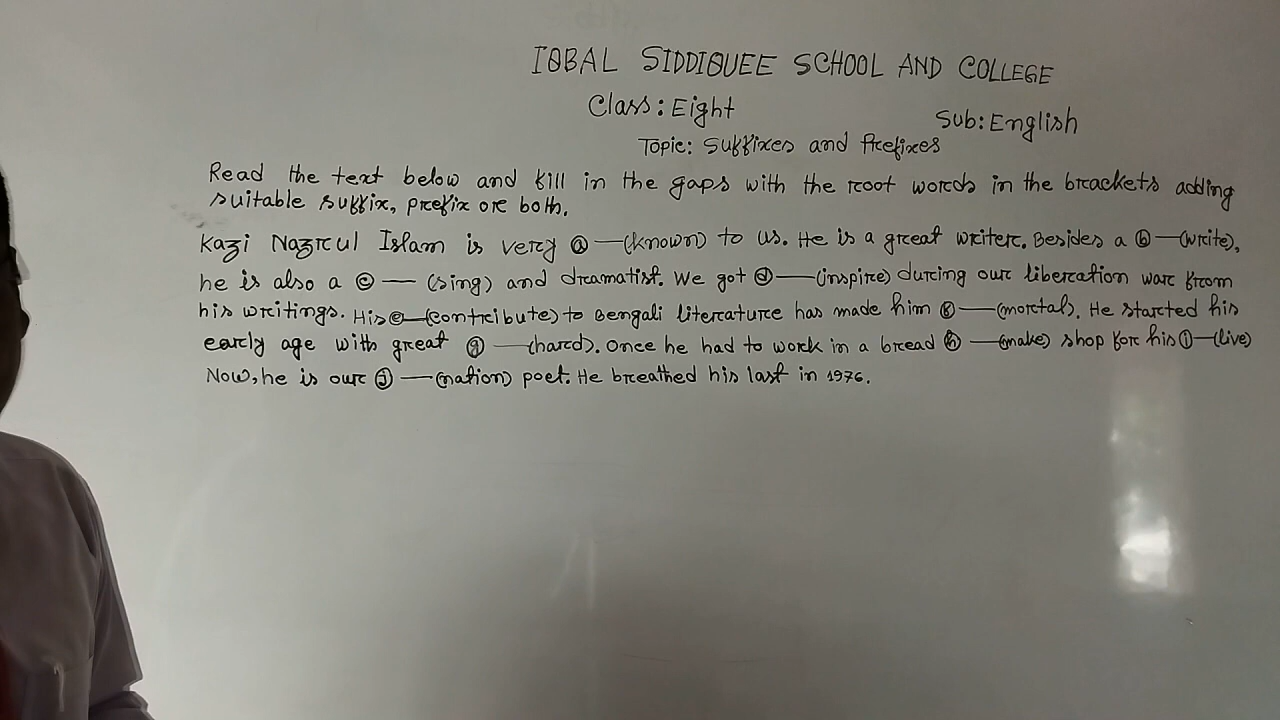 IQBAL SIDDIQUEE SCHOOL AND COLLEGE
Class: Eight Sub: English
Topic: Suffixes and Prefixes
Read the text below and fill in the gaps with the root words in the brackets adding
suitable suffix, prefix or both.
Kazi Nazrul Islam is very ⓐ —(known) to us. He is a great writer. Besides a ⓑ —(write),
he is also a ⓒ — (sing) and dramatist. We got ⓓ —(inspire) during our liberation war from
his writings. His ⓔ —(contribute) to Bengali literature has made him ⓕ —(mortal). He started his
early age with great ⓖ —(hard). Once he had to work in a bread ⓗ —(make) shop for his ⓘ —(live)
Now, he is our ⓙ —(nation) poet. He breathed his last in 1976.